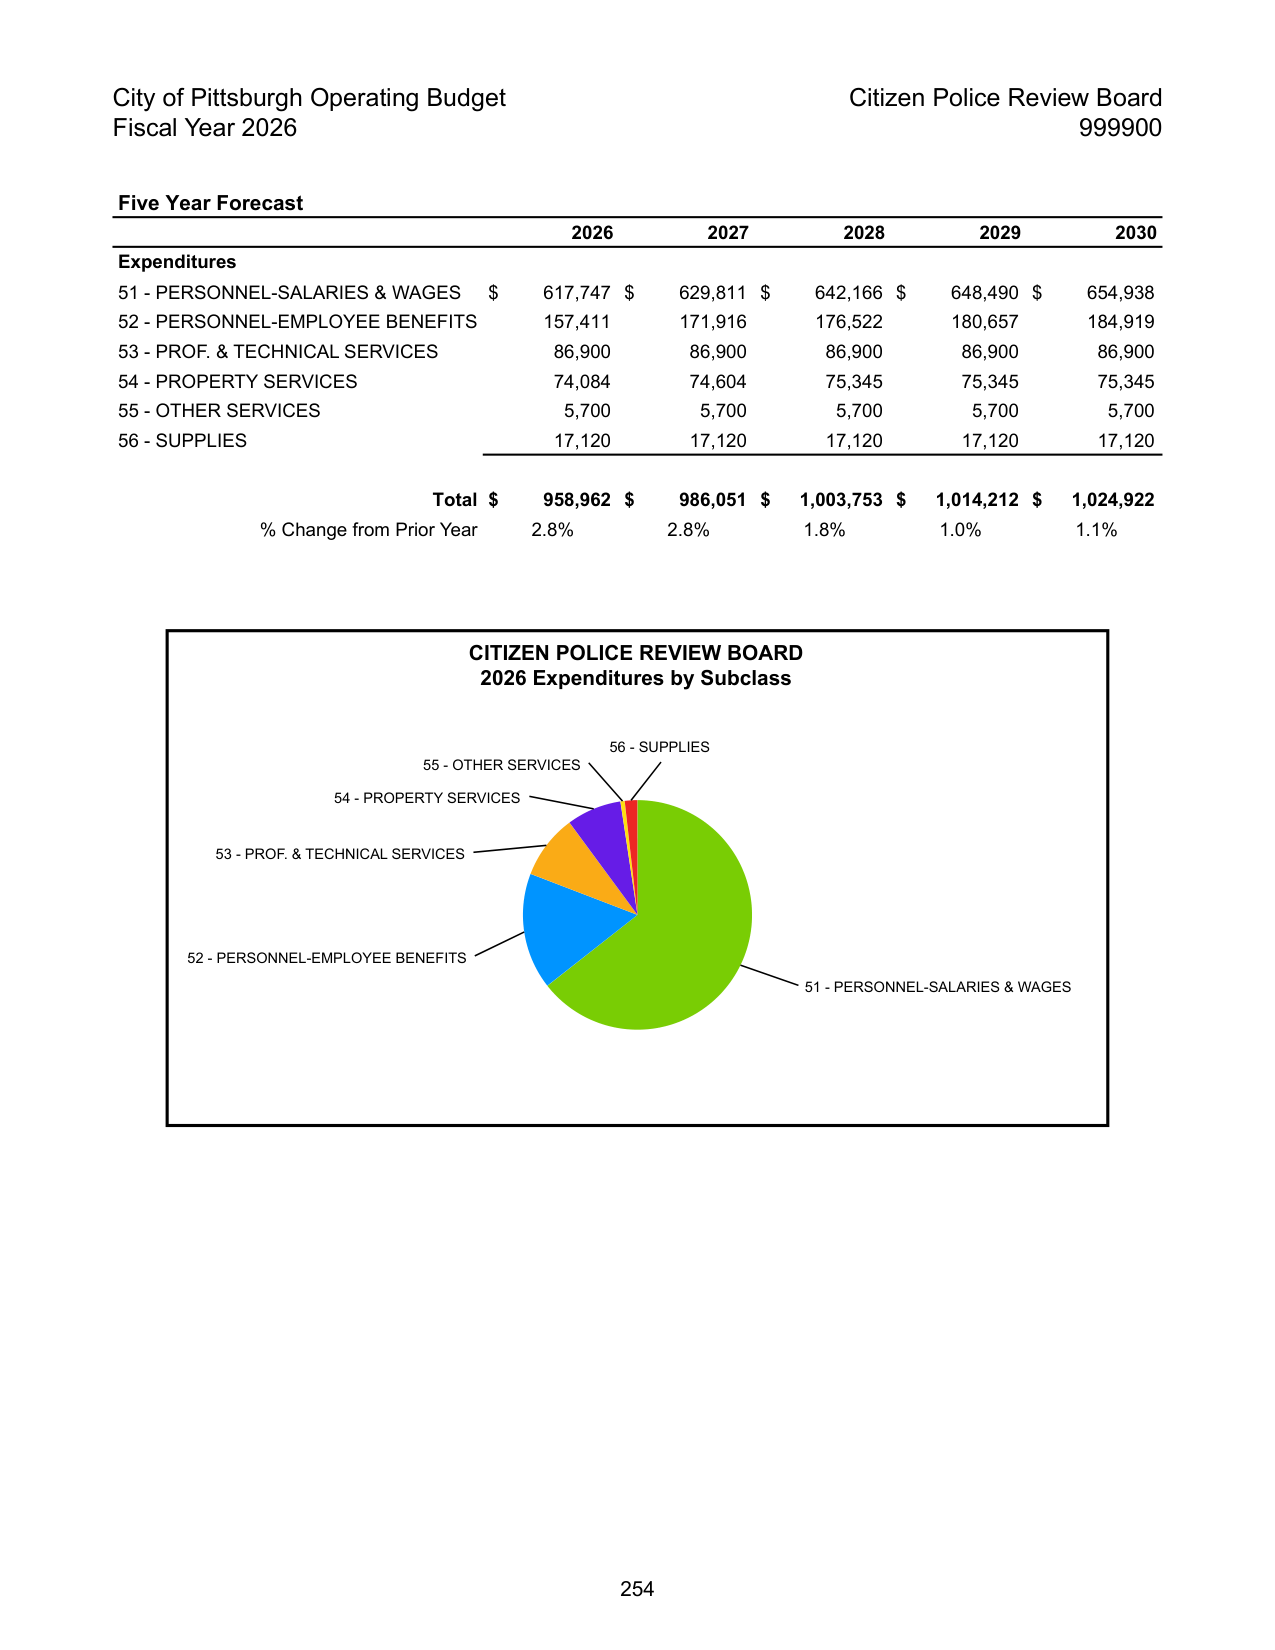 City of Pittsburgh Operating Budget Citizen Police Review Board
Fiscal Year 2026 999900
Five Year Forecast
2026 2027 2028 2029 2030
Expenditures
51 - PERSONNEL-SALARIES & WAGES $ 617,747 $ 629,811 $ 642,166 $ 648,490 $ 654,938
52 - PERSONNEL-EMPLOYEE BENEFITS 157,411 171,916 176,522 180,657 184,919
53 - PROF. & TECHNICAL SERVICES 86,900 86,900 86,900 86,900 86,900
54 - PROPERTY SERVICES 74,084 74,604 75,345 75,345 75,345
55 - OTHER SERVICES 5,700 5,700 5,700 5,700 5,700
56 - SUPPLIES 17,120 17,120 17,120 17,120 17,120
Total $ 958,962 $ 986,051 $ 1,003,753 $ 1,014,212 $ 1,024,922
% Change from Prior Year 2.8% 2.8% 1.8% 1.0% 1.1%
CITIZEN POLICE REVIEW BOARD
2026 Expenditures by Subclass
56 - SUPPLIES
55 - OTHER SERVICES
54 - PROPERTY SERVICES
53 - PROF. & TECHNICAL SERVICES
52 - PERSONNEL-EMPLOYEE BENEFITS
51 - PERSONNEL-SALARIES & WAGES
254